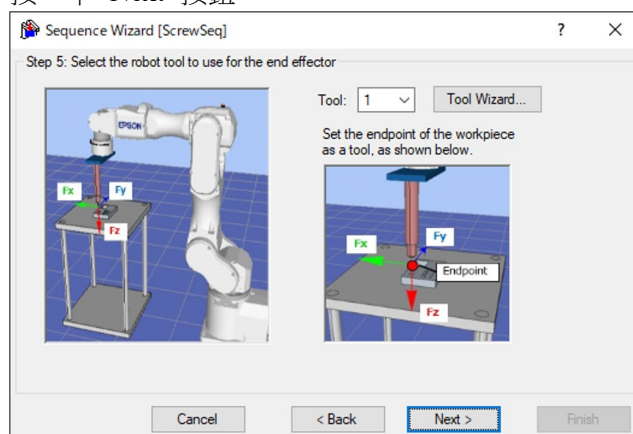 Sequence Wizard [ScrewSeq]
? ×
Step 5: Select the robot tool to use for the end effector
Tool: 1 Tool Wizard...
Set the endpoint of the workpiece
as a tool, as shown below.
EPSON
Fx Fy
Fz
Fx Fy
Endpoint
Fz
Cancel < Back Next > Finish